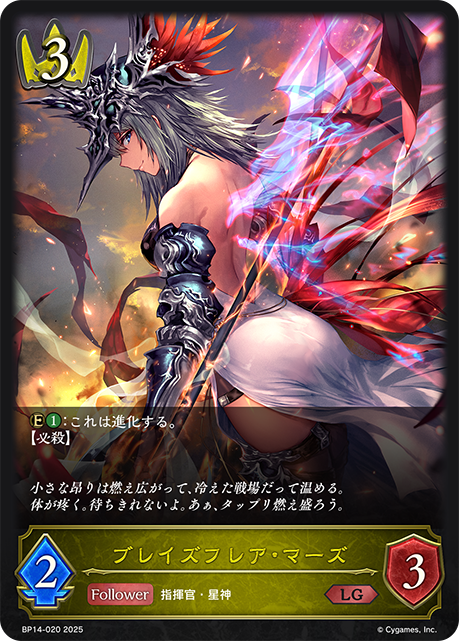 3
E 1：これは進化する。
【必殺】
小さな昂りは燃え広がって、冷えた戦場だって温める。
体が疼く。待ちきれないよ。あぁ、タップリ燃え盛ろう。
ブレイズフレア・マーズ
2 Follower 指揮官・星神 LG 3
BP14-020 2025 © Cygames, Inc.